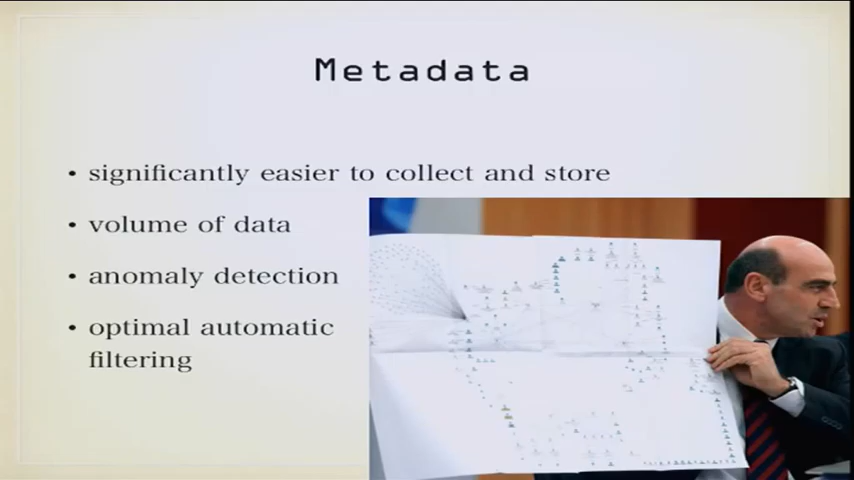 Metadata
• significantly easier to collect and store
• volume of data
• anomaly detection
• optimal automatic
filtering